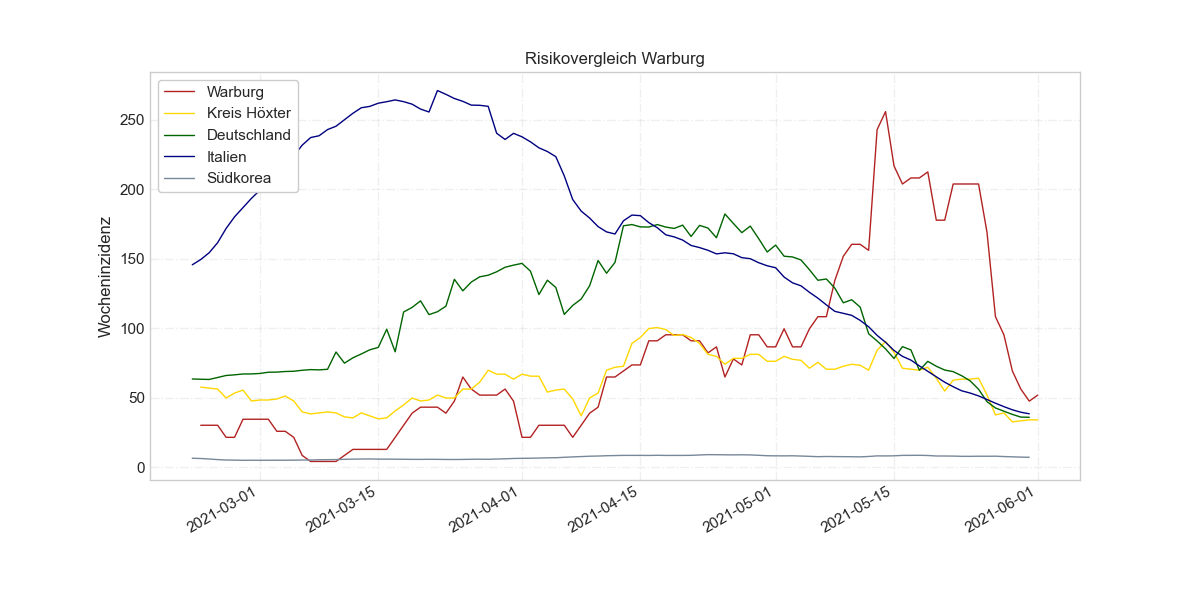 Risikovergleich Warburg
Warburg
Kreis Höxter
Deutschland
Italien
Südkorea
Wocheninzidenz
250
200
150
100
50
0
2021-03-01
2021-03-15
2021-04-01
2021-04-15
2021-05-01
2021-05-15
2021-06-01